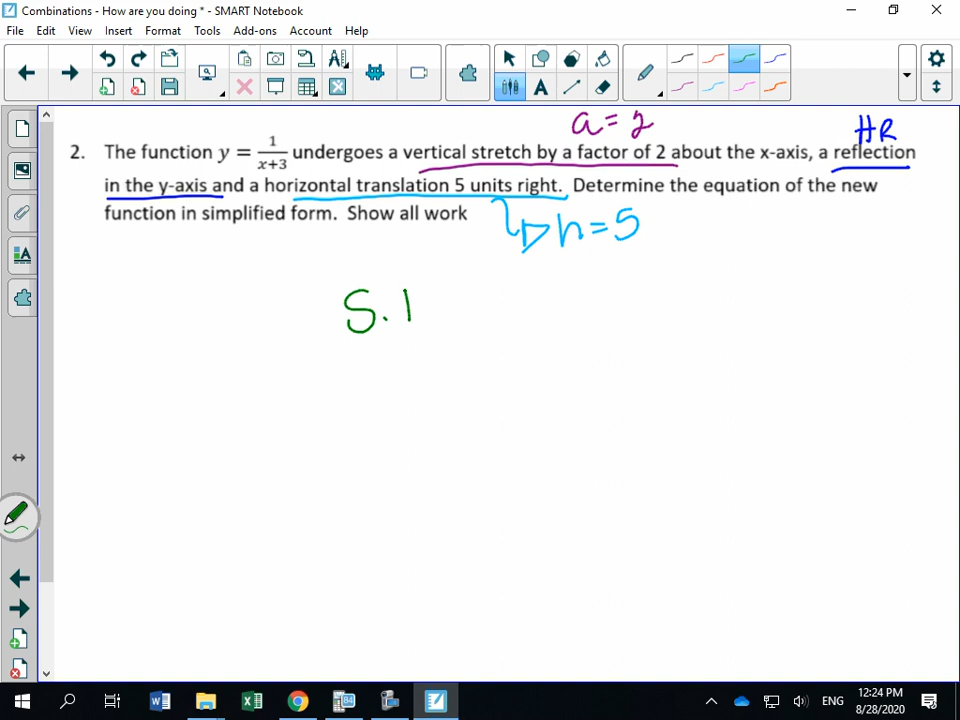 Combinations - How are you doing * - SMART Notebook
File Edit View Insert Format Tools Add-ons Account Help
a = 2
HR
2. The function y = 1/(x+3) undergoes a vertical stretch by a factor of 2 about the x-axis, a reflection
in the y-axis and a horizontal translation 5 units right. Determine the equation of the new
function in simplified form. Show all work
h = 5
S. 1
ENG
12:24 PM
8/28/2020